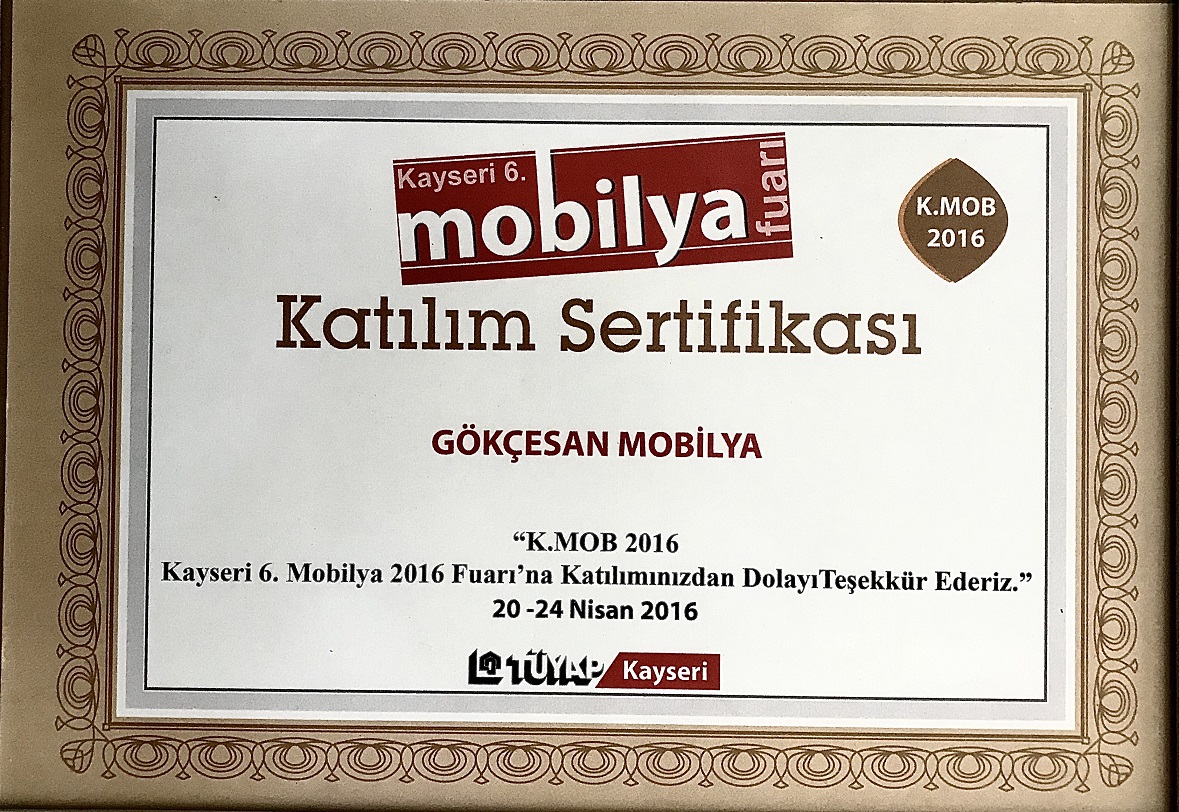 Kayseri 6.
mobilya
fuarı
K.MOB
2016
Katılım Sertifikası
GÖKÇESAN MOBİLYA
“K.MOB 2016
Kayseri 6. Mobilya 2016 Fuarı’na Katılımınızdan DolayıTeşekkür Ederiz.”
20 -24 Nisan 2016
TÜYAP Kayseri